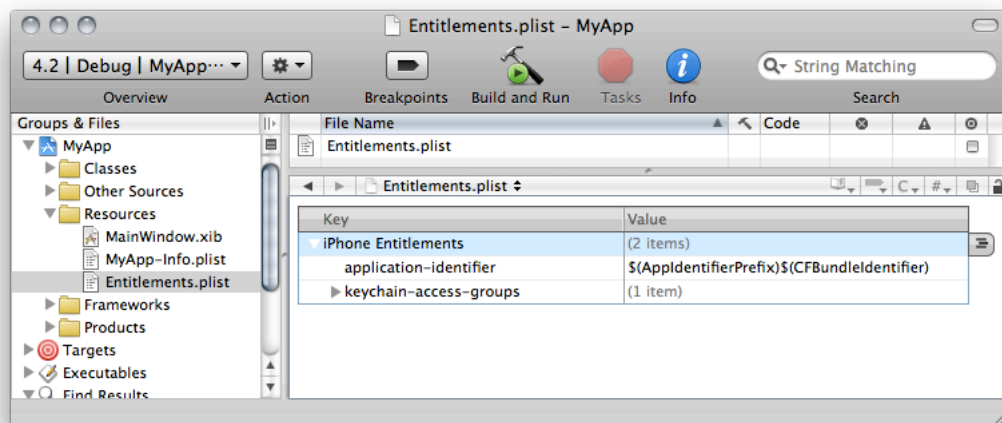 Entitlements.plist – MyApp
4.2 | Debug | MyApp···
String Matching
Overview Action Breakpoints Build and Run Tasks Info Search
Groups & Files
MyApp
Classes
Other Sources
Resources
MainWindow.xib
MyApp-Info.plist
Entitlements.plist
Frameworks
Products
Targets
Executables
Find Results
File Name Code
Entitlements.plist
Entitlements.plist C #
Key Value
iPhone Entitlements (2 items)
application-identifier $(AppIdentifierPrefix)$(CFBundleIdentifier)
keychain-access-groups (1 item)